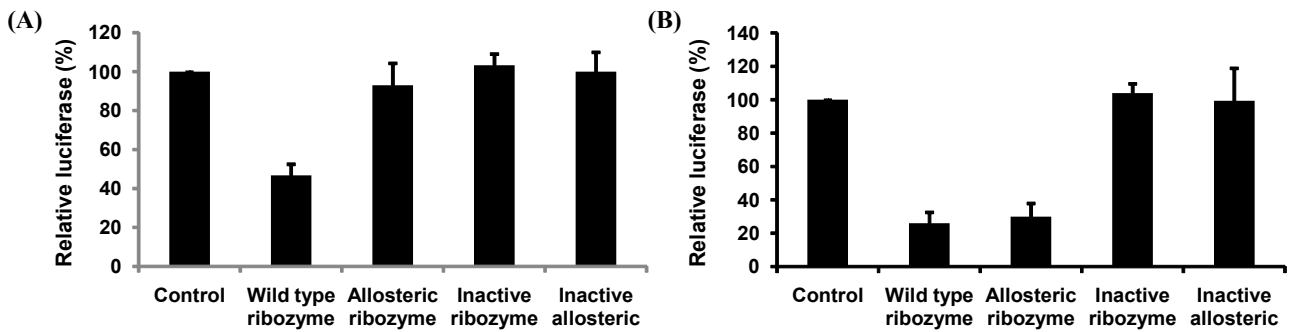 (A)
Relative luciferase (%)
120
100
80
60
40
20
0
Control
Wild type
ribozyme
Allosteric
ribozyme
Inactive
ribozyme
Inactive
allosteric
(B)
Relative luciferase (%)
140
120
100
80
60
40
20
0
Control
Wild type
ribozyme
Allosteric
ribozyme
Inactive
ribozyme
Inactive
allosteric